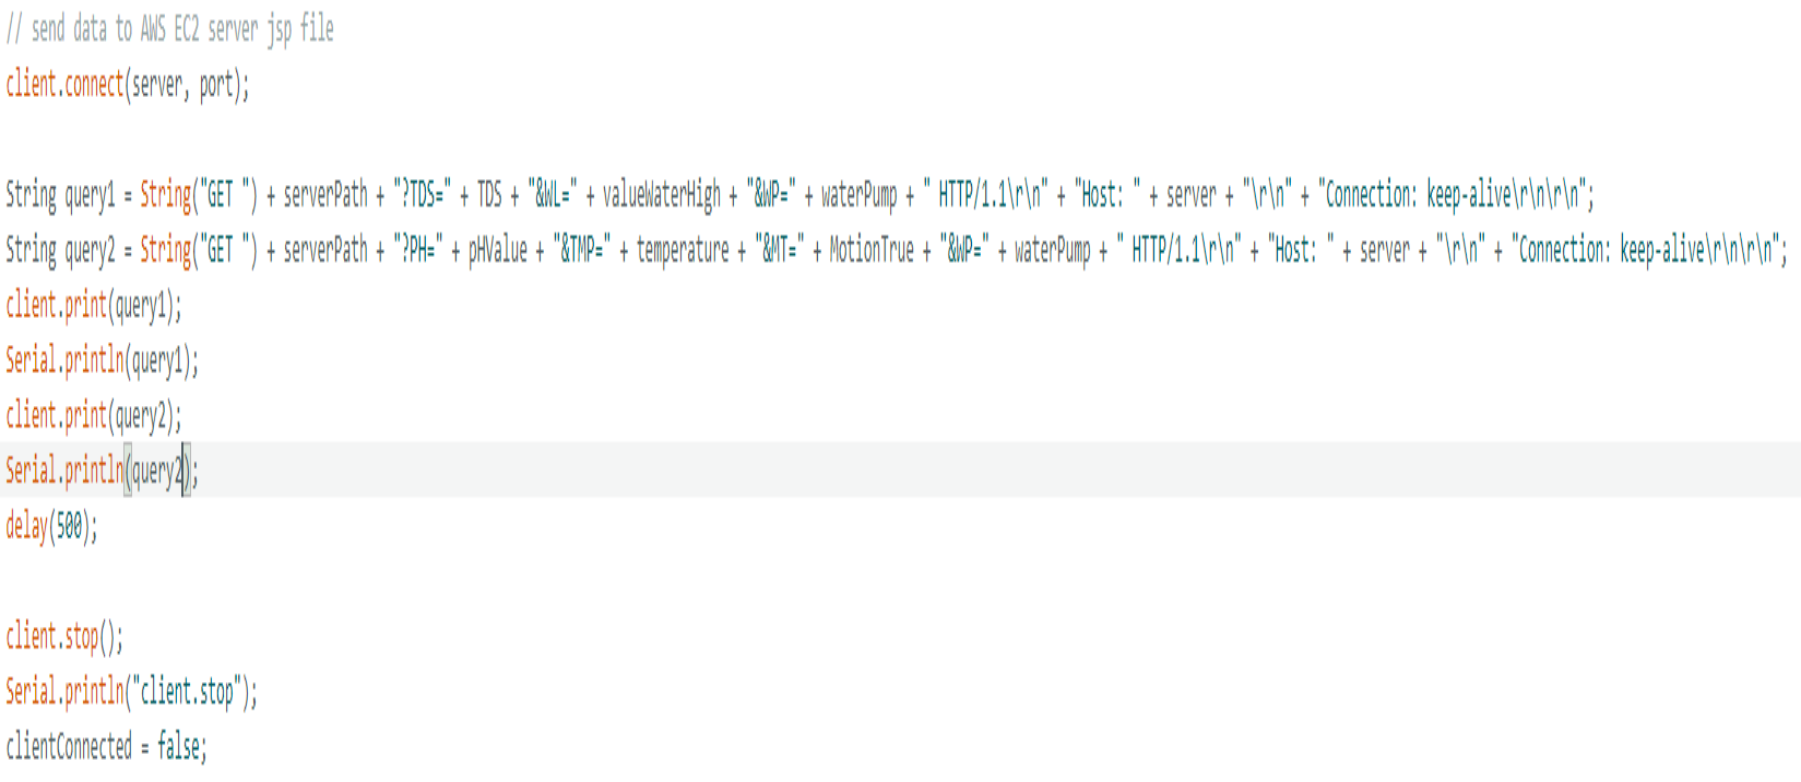 // send data to AWS EC2 server jsp file
client.connect(server, port);
String query1 = String("GET ") + serverPath + "?TDS=" + TDS + "&WL=" + valueWaterHigh + "&WP=" + waterPump + " HTTP/1.1\r\n" + "Host: " + server + "\r\n" + "Connection: keep-alive\r\n\r\n";
String query2 = String("GET ") + serverPath + "?PH=" + pHValue + "&TMP=" + temperature + "&MT=" + MotionTrue + "&WP=" + waterPump + " HTTP/1.1\r\n" + "Host: " + server + "\r\n" + "Connection: keep-alive\r\n\r\n";
client.print(query1);
Serial.println(query1);
client.print(query2);
Serial.println(query2);
delay(500);
client.stop();
Serial.println("client.stop");
clientConnected = false;